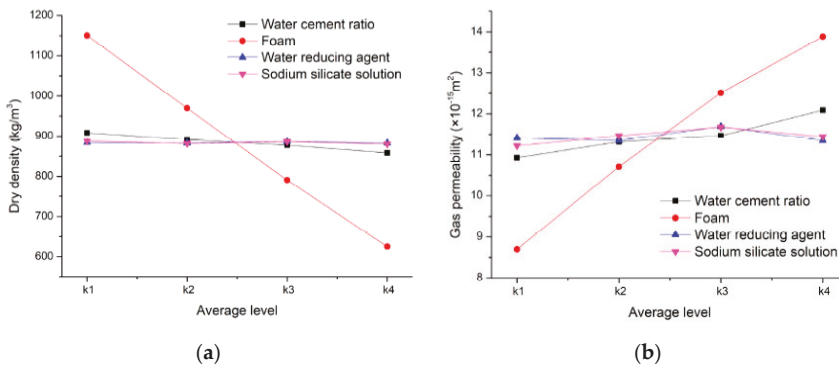 1200
1100
1000
900
800
700
600
Dry density (kg/m³)
Water cement ratio
Foam
Water reducing agent
Sodium silicate solution
k1 k2 k3 k4
Average level
(a)
14
13
12
11
10
9
8
Gas permeability (×10⁻¹⁵m²)
Water cement ratio
Foam
Water reducing agent
Sodium silicate solution
k1 k2 k3 k4
Average level
(b)